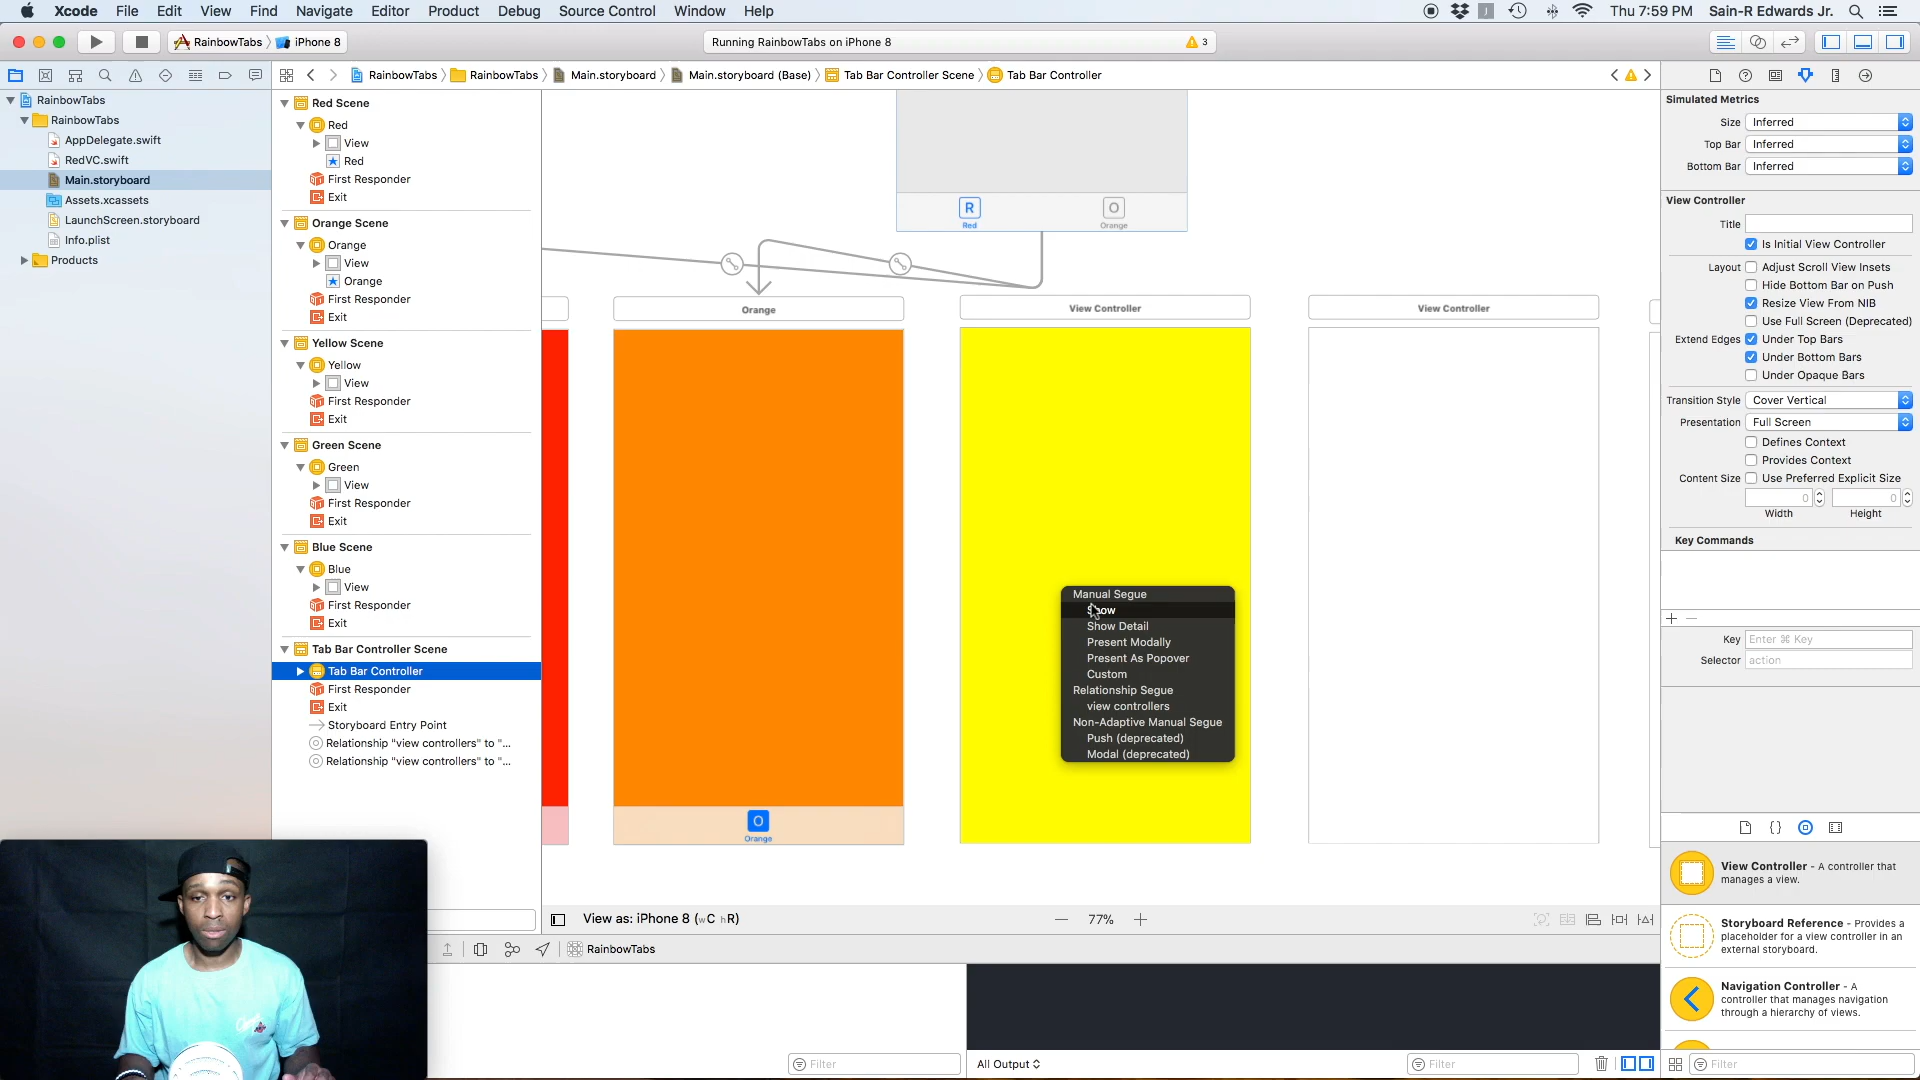 Xcode File Edit View Find Navigate Editor Product Debug Source Control Window Help
Thu 7:59 PM Sain-R Edwards Jr.
RainbowTabs iPhone 8
Running RainbowTabs on iPhone 8
3
RainbowTabs RainbowTabs Main.storyboard Main.storyboard (Base) Tab Bar Controller Scene Tab Bar Controller
RainbowTabs
RainbowTabs
AppDelegate.swift
RedVC.swift
Main.storyboard
Assets.xcassets
LaunchScreen.storyboard
Info.plist
Products
Red Scene
Red
View
Red
First Responder
Exit
Orange Scene
Orange
View
Orange
First Responder
Exit
Yellow Scene
Yellow
View
First Responder
Exit
Green Scene
Green
View
First Responder
Exit
Blue Scene
Blue
View
First Responder
Exit
Tab Bar Controller Scene
Tab Bar Controller
First Responder
Exit
Storyboard Entry Point
Relationship "view controllers" to "...
Relationship "view controllers" to "...
R O
Red Orange
Orange
View Controller
View Controller
Manual Segue
Show
Show Detail
Present Modally
Present As Popover
Custom
Relationship Segue
view controllers
Non-Adaptive Manual Segue
Push (deprecated)
Modal (deprecated)
O
Orange
View as: iPhone 8 (wC hR)
77%
RainbowTabs
Filter
All Output
Filter
Simulated Metrics
Size Inferred
Top Bar Inferred
Bottom Bar Inferred
View Controller
Title
Is Initial View Controller
Layout Adjust Scroll View Insets
Hide Bottom Bar on Push
Resize View From NIB
Use Full Screen (Deprecated)
Extend Edges Under Top Bars
Under Bottom Bars
Under Opaque Bars
Transition Style Cover Vertical
Presentation Full Screen
Defines Context
Provides Context
Content Size Use Preferred Explicit Size
0 0
Width Height
Key Commands
Key Enter ⌘ Key
Selector action
View Controller - A controller that
manages a view.
Storyboard Reference - Provides a
placeholder for a view controller in an
external storyboard.
Navigation Controller - A
controller that manages navigation
through a hierarchy of views.
Filter